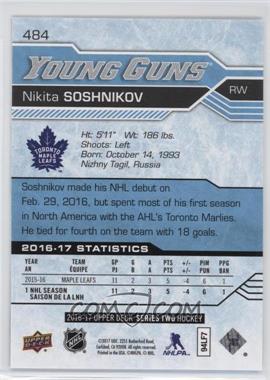 484
YOUNG GUNS
Nikita SOSHNIKOV
RW
TORONTO
MAPLE
LEAFS
Ht: 5'11" Wt: 186 lbs.
Shoots: Left
Born: October 14, 1993
Nizhny Tagil, Russia
Soshnikov made his NHL debut on
Feb. 29, 2016, but spent most of his first season
in North America with the AHL's Toronto Marlies.
He tied for fourth on the team with 18 goals.
2016-17 STATISTICS
YEAR TEAM GP G A PTS +/- PIM PPG
AN ÉQUIPE PJ B A PTS +/- PUN BAN
2015-16 MAPLE LEAFS 11 2 3 5 -4 6 1
1 NHL SEASON 11 2 3 5 -4 6 1
SAISON DE LA LNH
2016-17 UPPER DECK SERIES TWO HOCKEY
UPPER DECK
NHL
NHLPA
94LF7